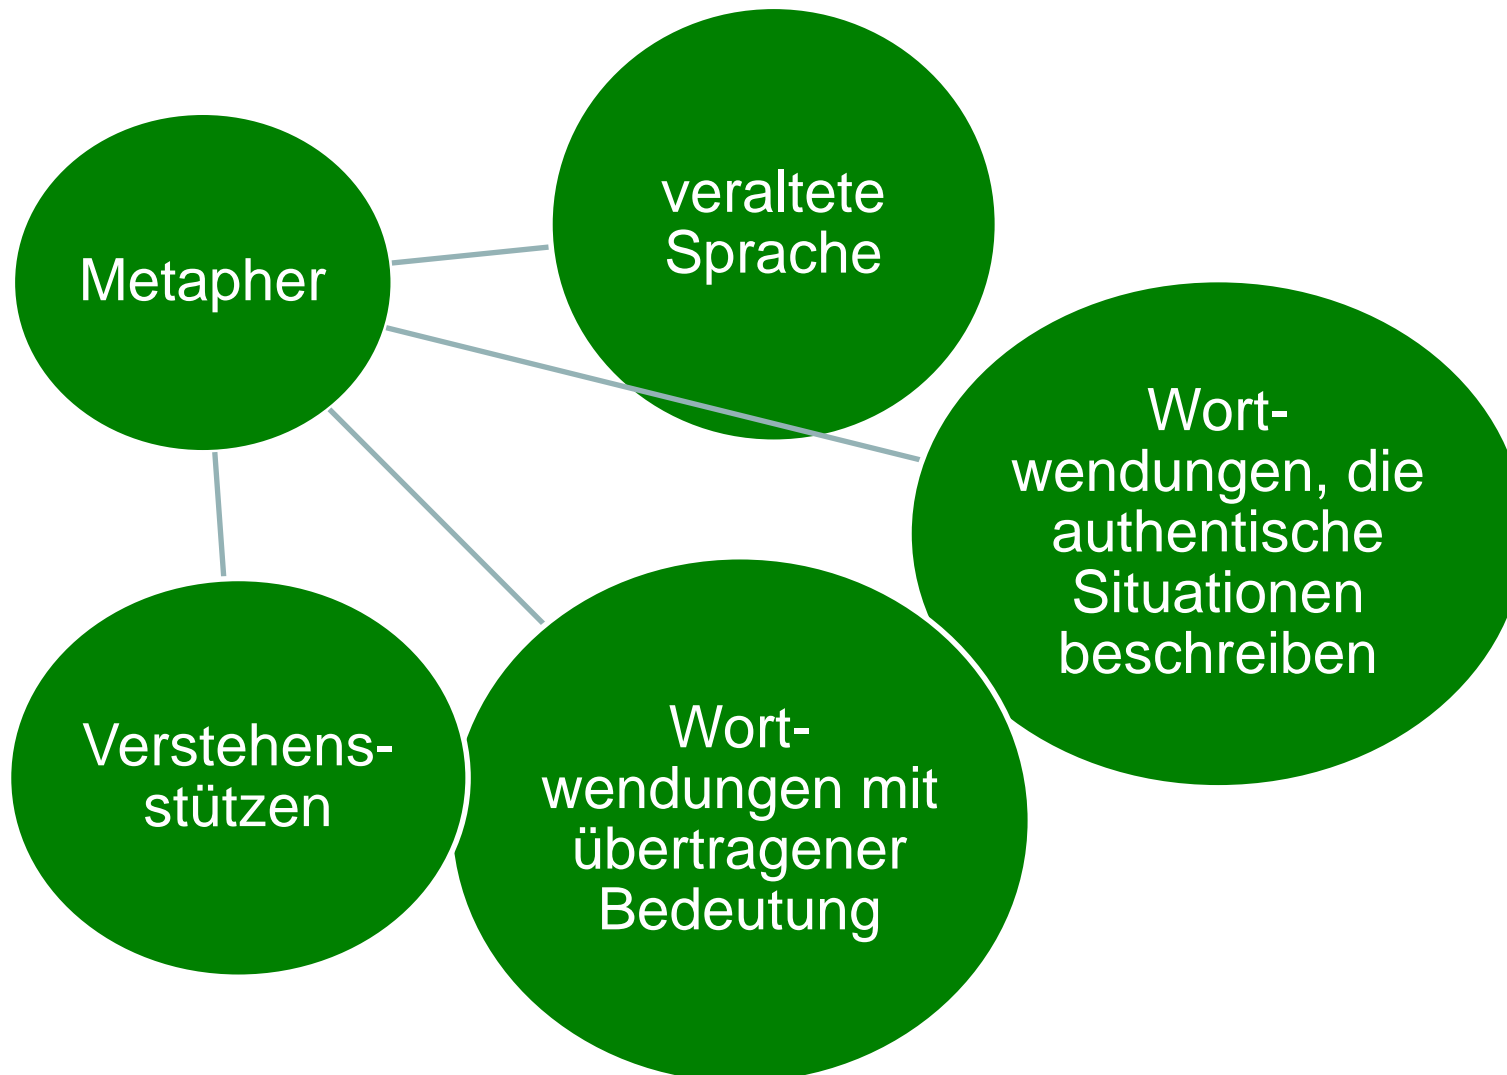 Metapher
veraltete
Sprache
Wort-
wendungen, die
authentische
Situationen
beschreiben
Wort-
wendungen mit
übertragener
Bedeutung
Verstehens-
stützen